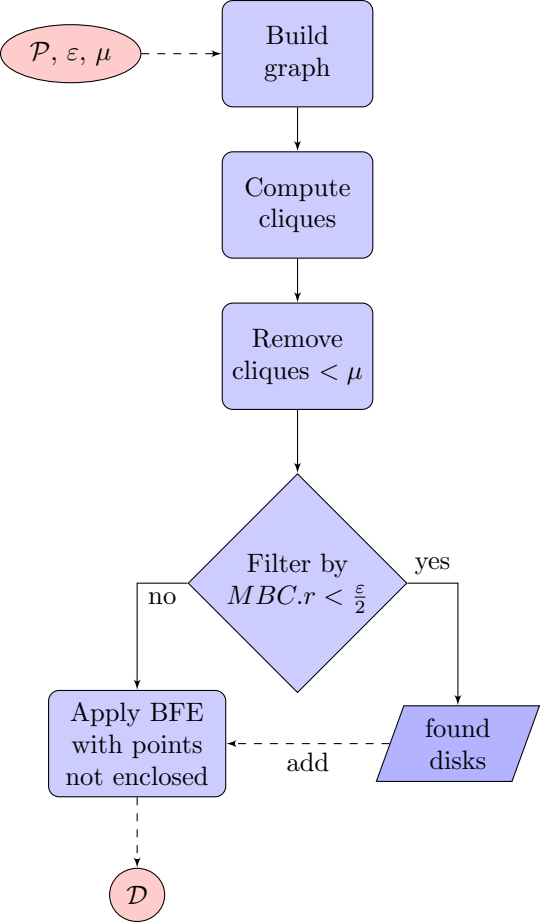 𝒫, ε, μ
Build
graph
Compute
cliques
Remove
cliques < μ
Filter by
MBC.r < ε/2
yes
no
Apply BFE
with points
not enclosed
found
disks
add
𝒟